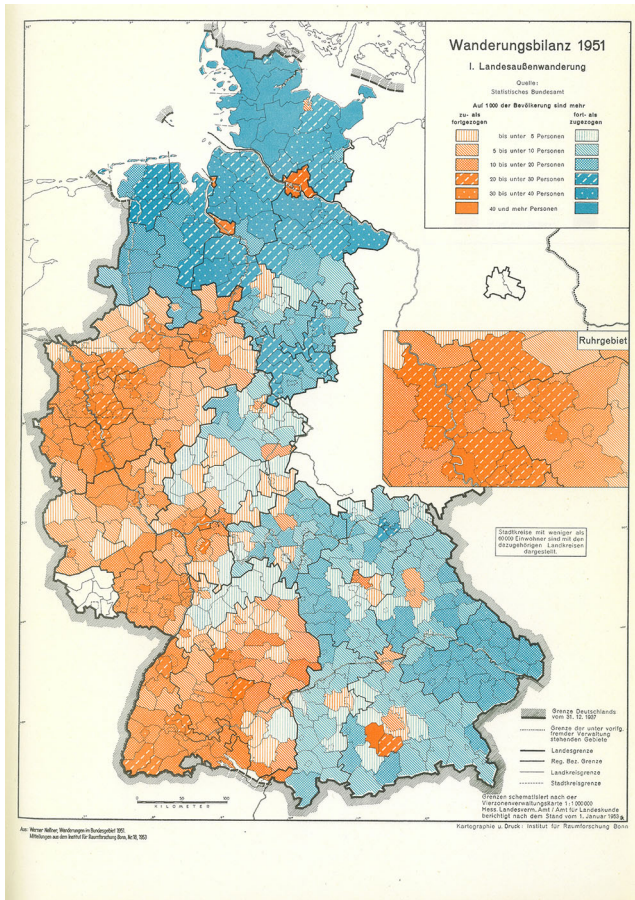 Wanderungsbilanz 1951
I. Landesaußenwanderung
Quelle:
Statistisches Bundesamt
Auf 1000 der Bevölkerung sind mehr
zu- als
fortgezogen
fort- als
zugezogen
bis unter 5 Personen
5 bis unter 10 Personen
10 bis unter 20 Personen
20 bis unter 30 Personen
30 bis unter 40 Personen
40 und mehr Personen
Ruhrgebiet
Stadtkreise mit weniger als
60000 Einwohner sind mit den
dazugehörigen Landkreisen
dargestellt.
Grenze Deutschlands
vom 31. 12. 1937
Grenze der unter vorlfg.
fremder Verwaltung
stehenden Gebiete
Landesgrenze
Reg. Bez. Grenze
Landkreisgrenze
Stadtkreisgrenze
Grenzen schematisiert nach der
Vierzonenverwaltungskarte 1:1000000
Hess. Landesverm. Amt / Amt für Landeskunde
berichtigt nach dem Stand vom 1. Januar 1953
0 50 100
KILOMETER
Kartographie u. Druck: Institut für Raumforschung Bonn
Aus: Werner Nellner, Wanderungen im Bundesgebiet 1951.
Mitteilungen aus dem Institut für Raumforschung Bonn, Nr. 18, 1953